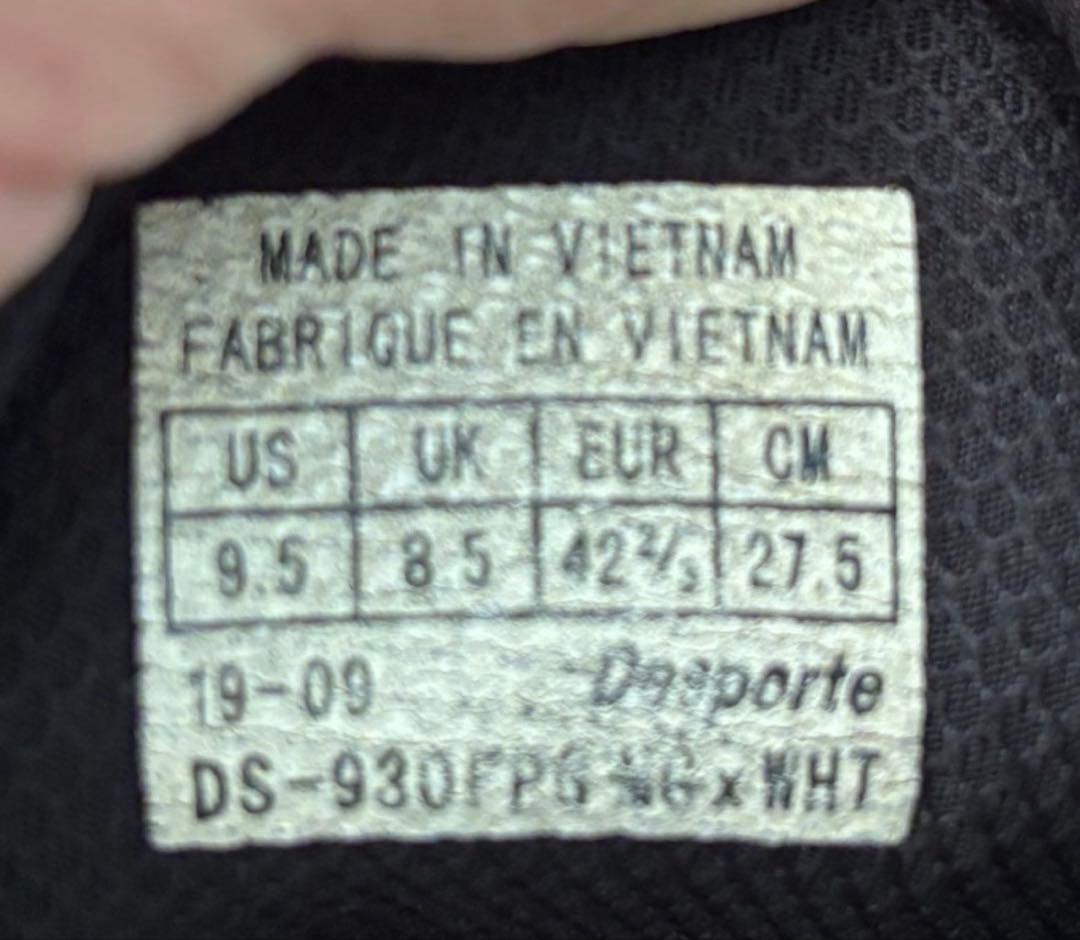 MADE IN VIETNAM
FABRIQUE EN VIETNAM
US UK EUR CM
9.5 8.5 42²/₃ 27.5
19-09 Desporte
x WHT